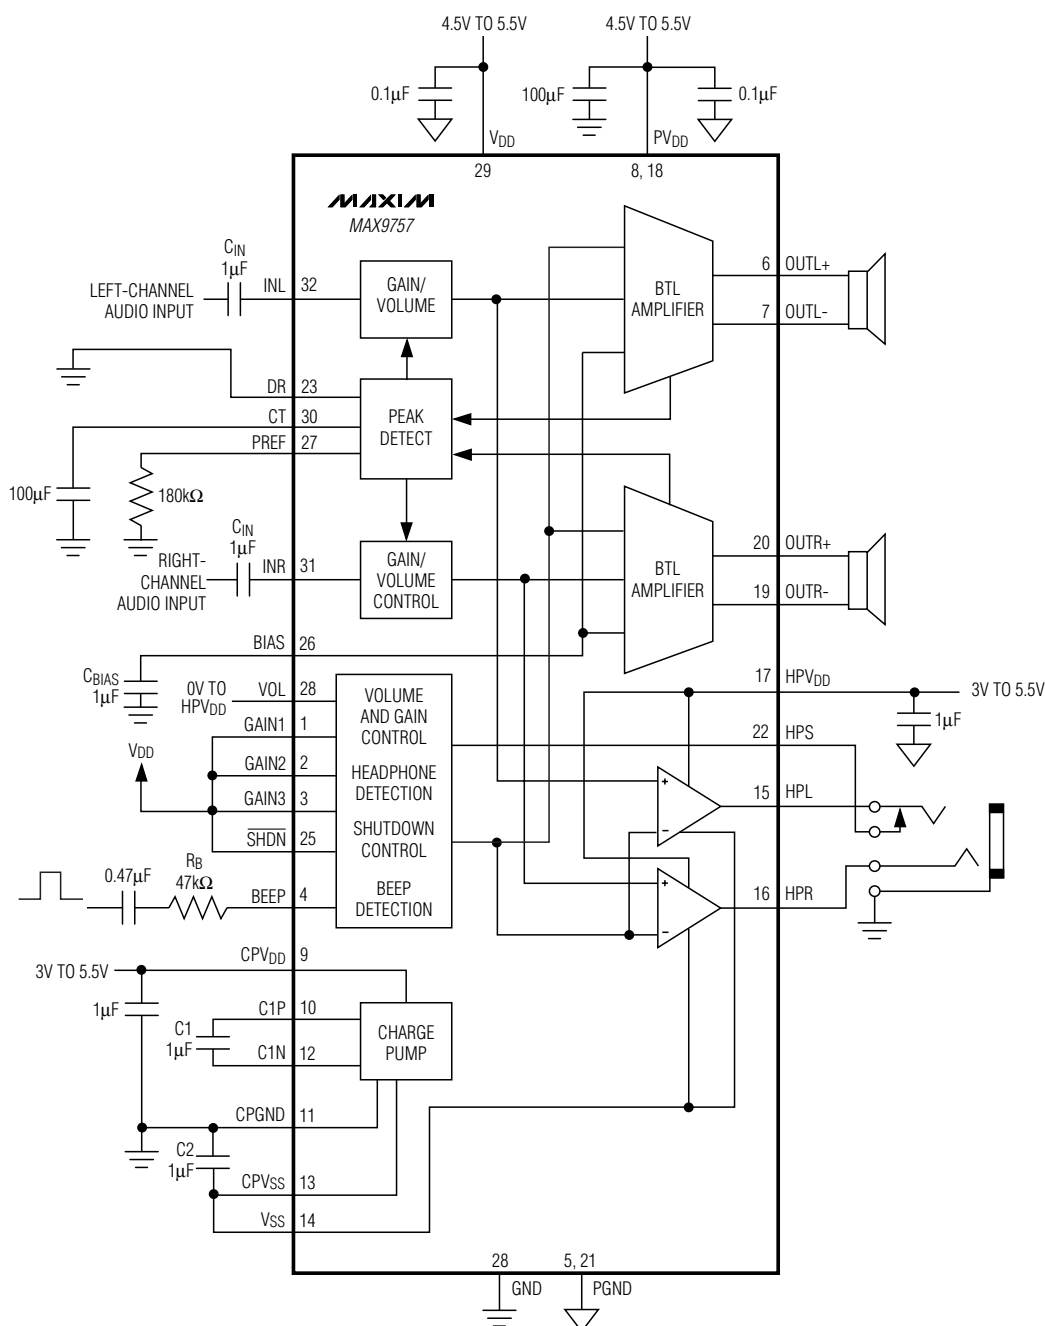 4.5V TO 5.5V
4.5V TO 5.5V
0.1µF
100µF
0.1µF
VDD
PVDD
29
8, 18
MAXIM
MAX9757
CIN
1µF
LEFT-CHANNEL
AUDIO INPUT
INL
32
GAIN/
VOLUME
BTL
AMPLIFIER
6
OUTL+
7
OUTL-
DR
23
CT
30
PREF
27
PEAK
DETECT
100µF
180kΩ
CIN
1µF
RIGHT-
CHANNEL
AUDIO INPUT
INR
31
GAIN/
VOLUME
CONTROL
BTL
AMPLIFIER
20
OUTR+
19
OUTR-
BIAS
26
CBIAS
1µF
0V TO
HPVDD
VOL
28
GAIN1
1
VDD
GAIN2
2
GAIN3
3
SHDN
25
VOLUME
AND GAIN
CONTROL
HEADPHONE
DETECTION
SHUTDOWN
CONTROL
BEEP
DETECTION
17
HPVDD
3V TO 5.5V
1µF
22
HPS
+
−
15
HPL
0.47µF
RB
47kΩ
BEEP
4
+
−
16
HPR
3V TO 5.5V
CPVDD
9
1µF
C1P
10
C1
1µF
C1N
12
CHARGE
PUMP
CPGND
11
C2
1µF
CPVSS
13
VSS
14
28
GND
5, 21
PGND